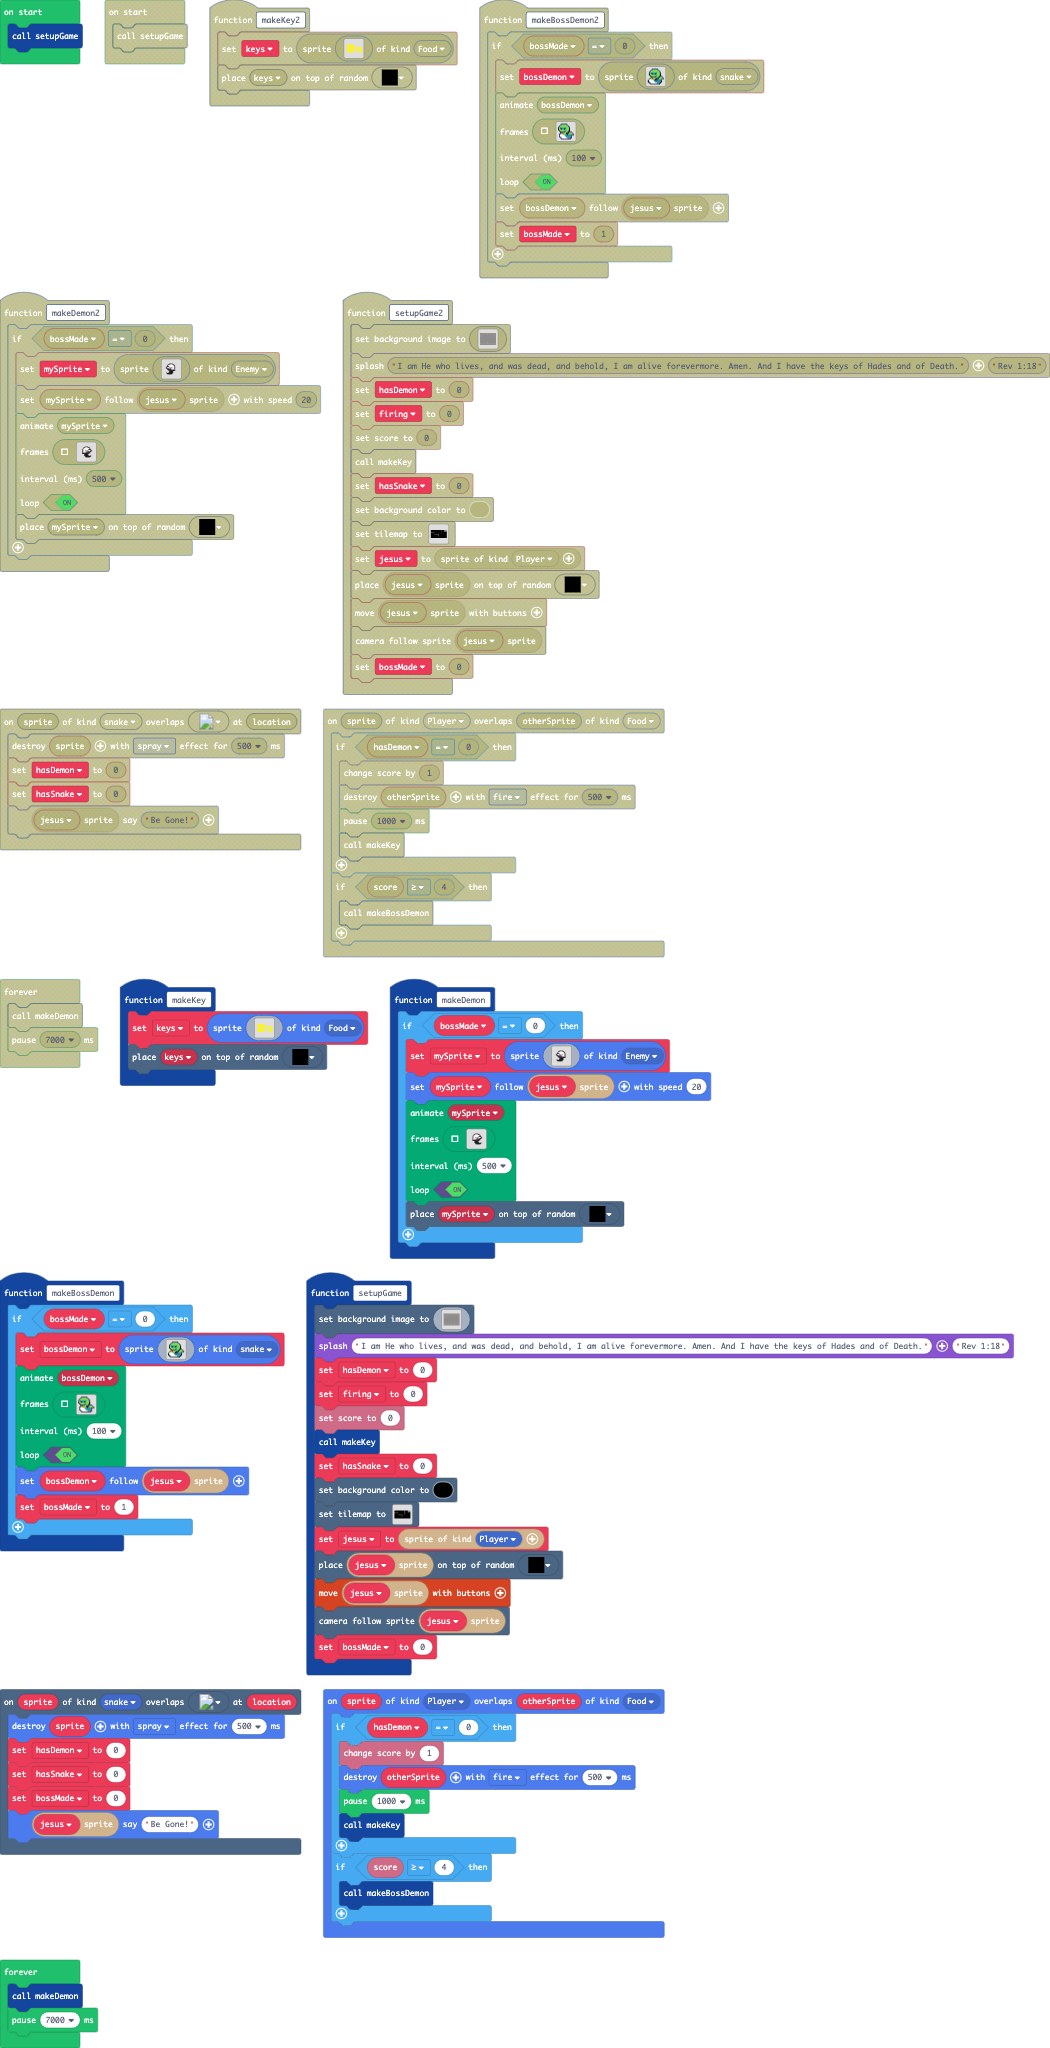 on start
call setupGame
on start
call setupGame
function makeKey2
set keys to sprite of kind Food
place keys on top of random
function makeBossDemon2
if bossMade = 0 then
set bossDemon to sprite of kind snake
animate bossDemon
frames
interval (ms) 100
loop ON
set bossDemon follow jesus sprite
set bossMade to 1
function makeDemon2
if bossMade = 0 then
set mySprite to sprite of kind Enemy
set mySprite follow jesus sprite with speed 20
animate mySprite
frames
interval (ms) 500
loop ON
place mySprite on top of random
function setupGame2
set background image to
splash "I am He who lives, and was dead, and behold, I am alive forevermore. Amen. And I have the keys of Hades and of Death." "Rev 1:18"
set hasDemon to 0
set firing to 0
set score to 0
call makeKey
set hasSnake to 0
set background color to
set tilemap to
set jesus to sprite of kind Player
place jesus sprite on top of random
move jesus sprite with buttons
camera follow sprite jesus sprite
set bossMade to 0
on sprite of kind snake overlaps at location
destroy sprite with spray effect for 500 ms
set hasDemon to 0
set hasSnake to 0
jesus sprite say "Be Gone!"
on sprite of kind Player overlaps otherSprite of kind Food
if hasDemon = 0 then
change score by 1
destroy otherSprite with fire effect for 500 ms
pause 1000 ms
call makeKey
if score ≥ 4 then
call makeBossDemon
forever
call makeDemon
pause 7000 ms
function makeKey
set keys to sprite of kind Food
place keys on top of random
function makeDemon
if bossMade = 0 then
set mySprite to sprite of kind Enemy
set mySprite follow jesus sprite with speed 20
animate mySprite
frames
interval (ms) 500
loop ON
place mySprite on top of random
function makeBossDemon
if bossMade = 0 then
set bossDemon to sprite of kind snake
animate bossDemon
frames
interval (ms) 100
loop ON
set bossDemon follow jesus sprite
set bossMade to 1
function setupGame
set background image to
splash "I am He who lives, and was dead, and behold, I am alive forevermore. Amen. And I have the keys of Hades and of Death." "Rev 1:18"
set hasDemon to 0
set firing to 0
set score to 0
call makeKey
set hasSnake to 0
set background color to
set tilemap to
set jesus to sprite of kind Player
place jesus sprite on top of random
move jesus sprite with buttons
camera follow sprite jesus sprite
set bossMade to 0
on sprite of kind snake overlaps at location
destroy sprite with spray effect for 500 ms
set hasDemon to 0
set hasSnake to 0
set bossMade to 0
jesus sprite say "Be Gone!"
on sprite of kind Player overlaps otherSprite of kind Food
if hasDemon = 0 then
change score by 1
destroy otherSprite with fire effect for 500 ms
pause 1000 ms
call makeKey
if score ≥ 4 then
call makeBossDemon
forever
call makeDemon
pause 7000 ms